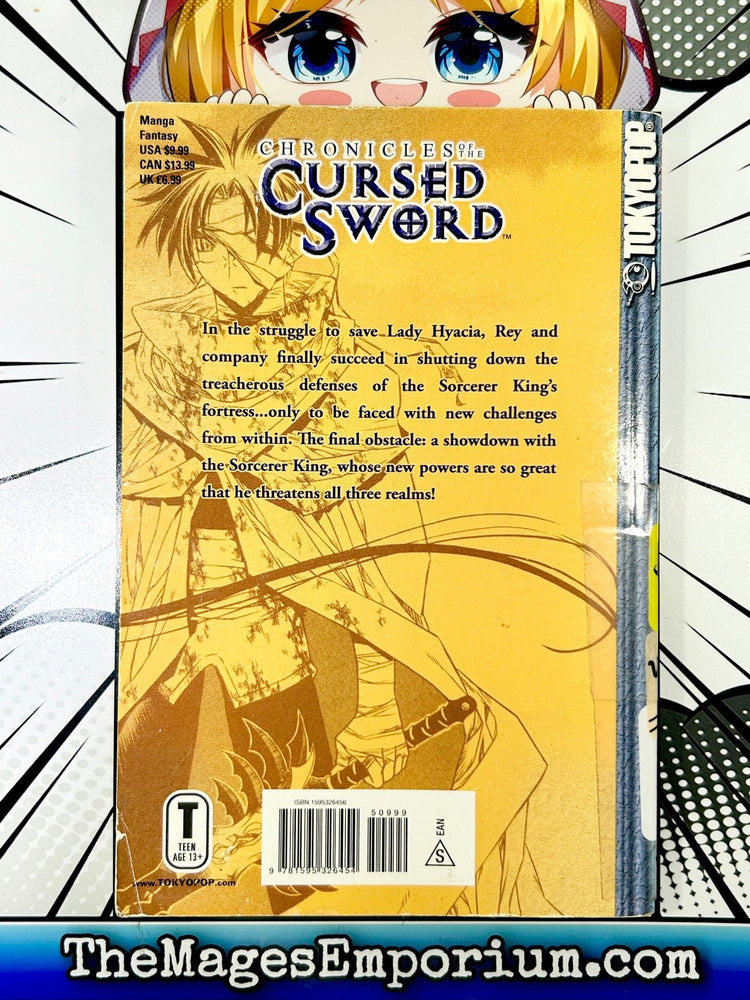 Manga
Fantasy
USA $9.99
CAN $13.99
UK £6.99
CHRONICLES OF THE
CURSED
SWORD™
TOKYOPOP®
In the struggle to save Lady Hyacia, Rey and
company finally succeed in shutting down the
treacherous defenses of the Sorcerer King's
fortress...only to be faced with new challenges
from within. The final obstacle: a showdown with
the Sorcerer King, whose new powers are so great
that he threatens all three realms!
T
TEEN
AGE 13+
www.TOKYOPOP.com
ISBN 1595326456
50999
9 781595 326454
S
EAN
TheMagesEmporium.com